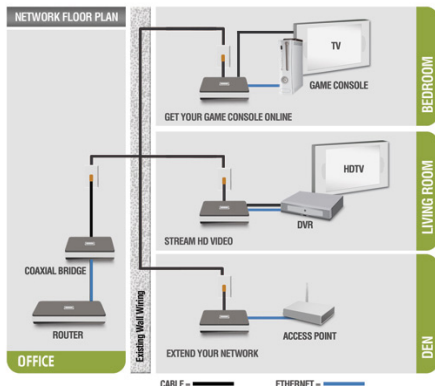 NETWORK FLOOR PLAN
TV
GAME CONSOLE
GET YOUR GAME CONSOLE ONLINE
BEDROOM
HDTV
DVR
STREAM HD VIDEO
LIVING ROOM
COAXIAL BRIDGE
ROUTER
OFFICE
Existing Wall Wiring
ACCESS POINT
EXTEND YOUR NETWORK
DEN
CABLE = ETHERNET =